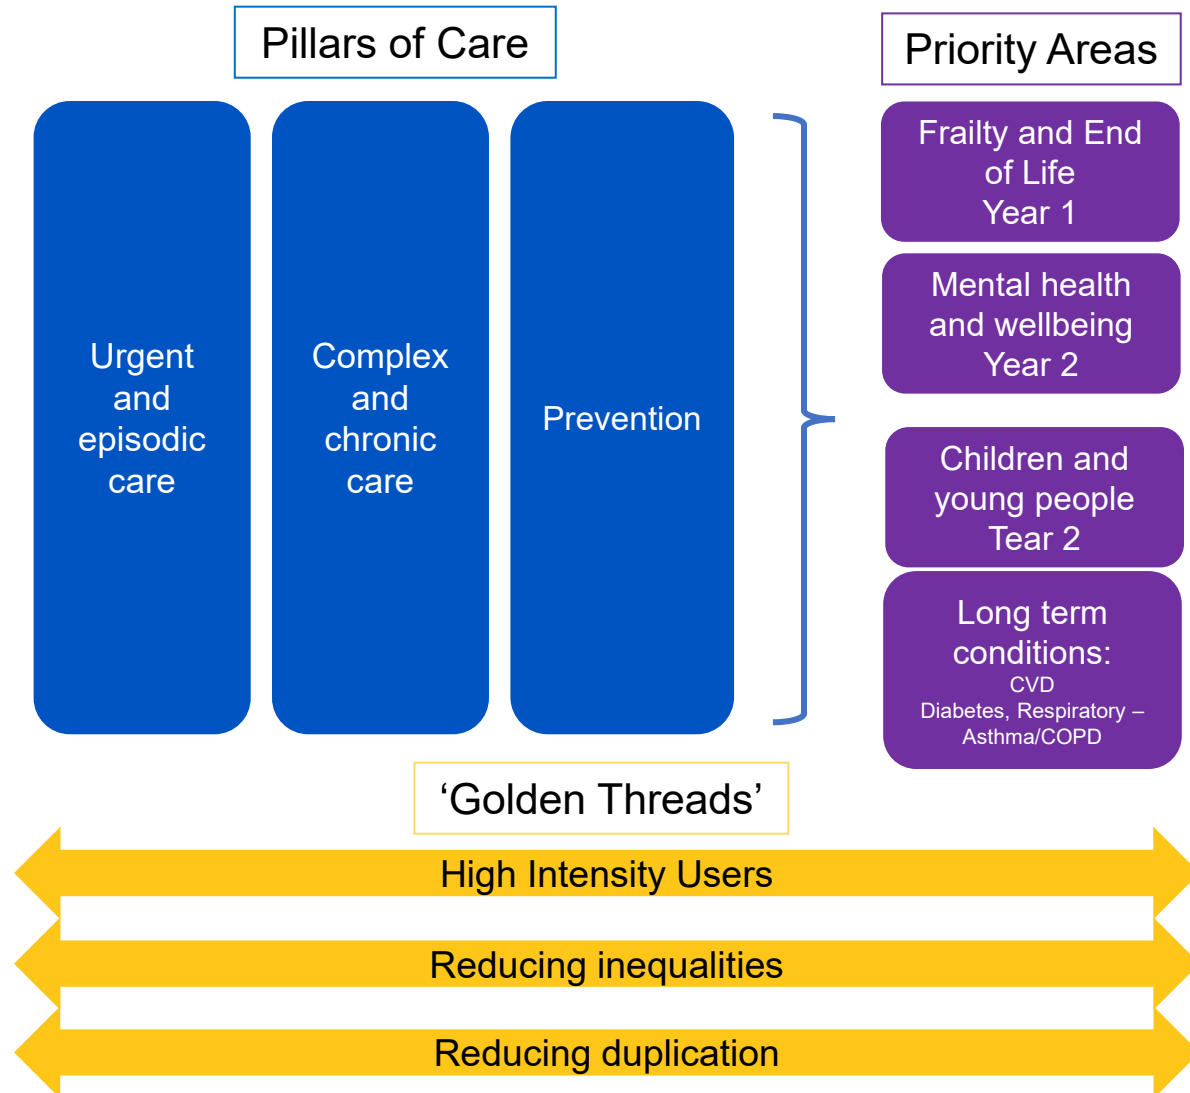 Pillars of Care
Priority Areas
Urgent
and
episodic
care
Complex
and
chronic
care
Prevention
Frailty and End
of Life
Year 1
Mental health
and wellbeing
Year 2
Children and
young people
Tear 2
Long term
conditions:
CVD
Diabetes, Respiratory –
Asthma/COPD
‘Golden Threads’
High Intensity Users
Reducing inequalities
Reducing duplication